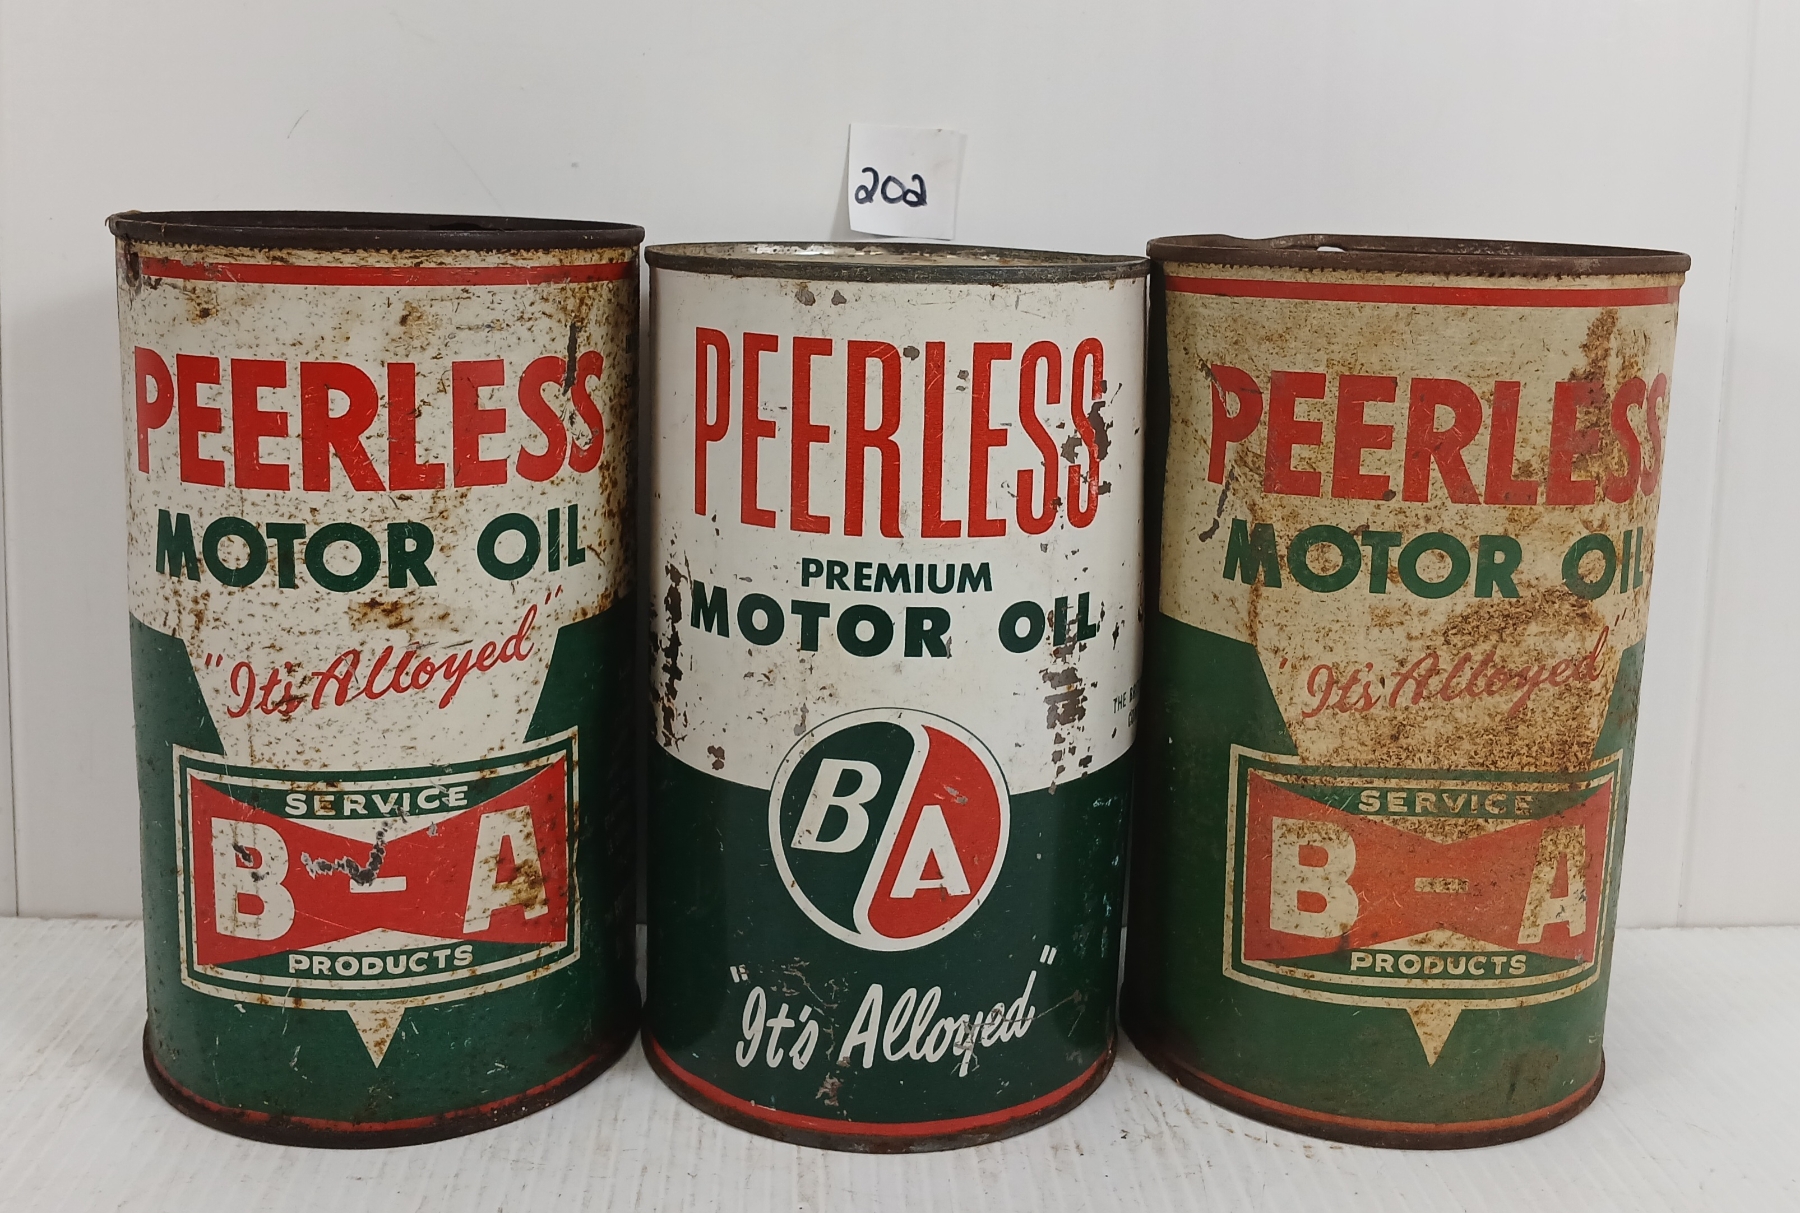 202
PEERLESS
MOTOR OIL
"It's Alloyed"
SERVICE
B-A
PRODUCTS
PEERLESS
PREMIUM
MOTOR OIL
THE
BA
"It's Alloyed"
PEERLESS
MOTOR OIL
"It's Alloyed"
SERVICE
B-A
PRODUCTS